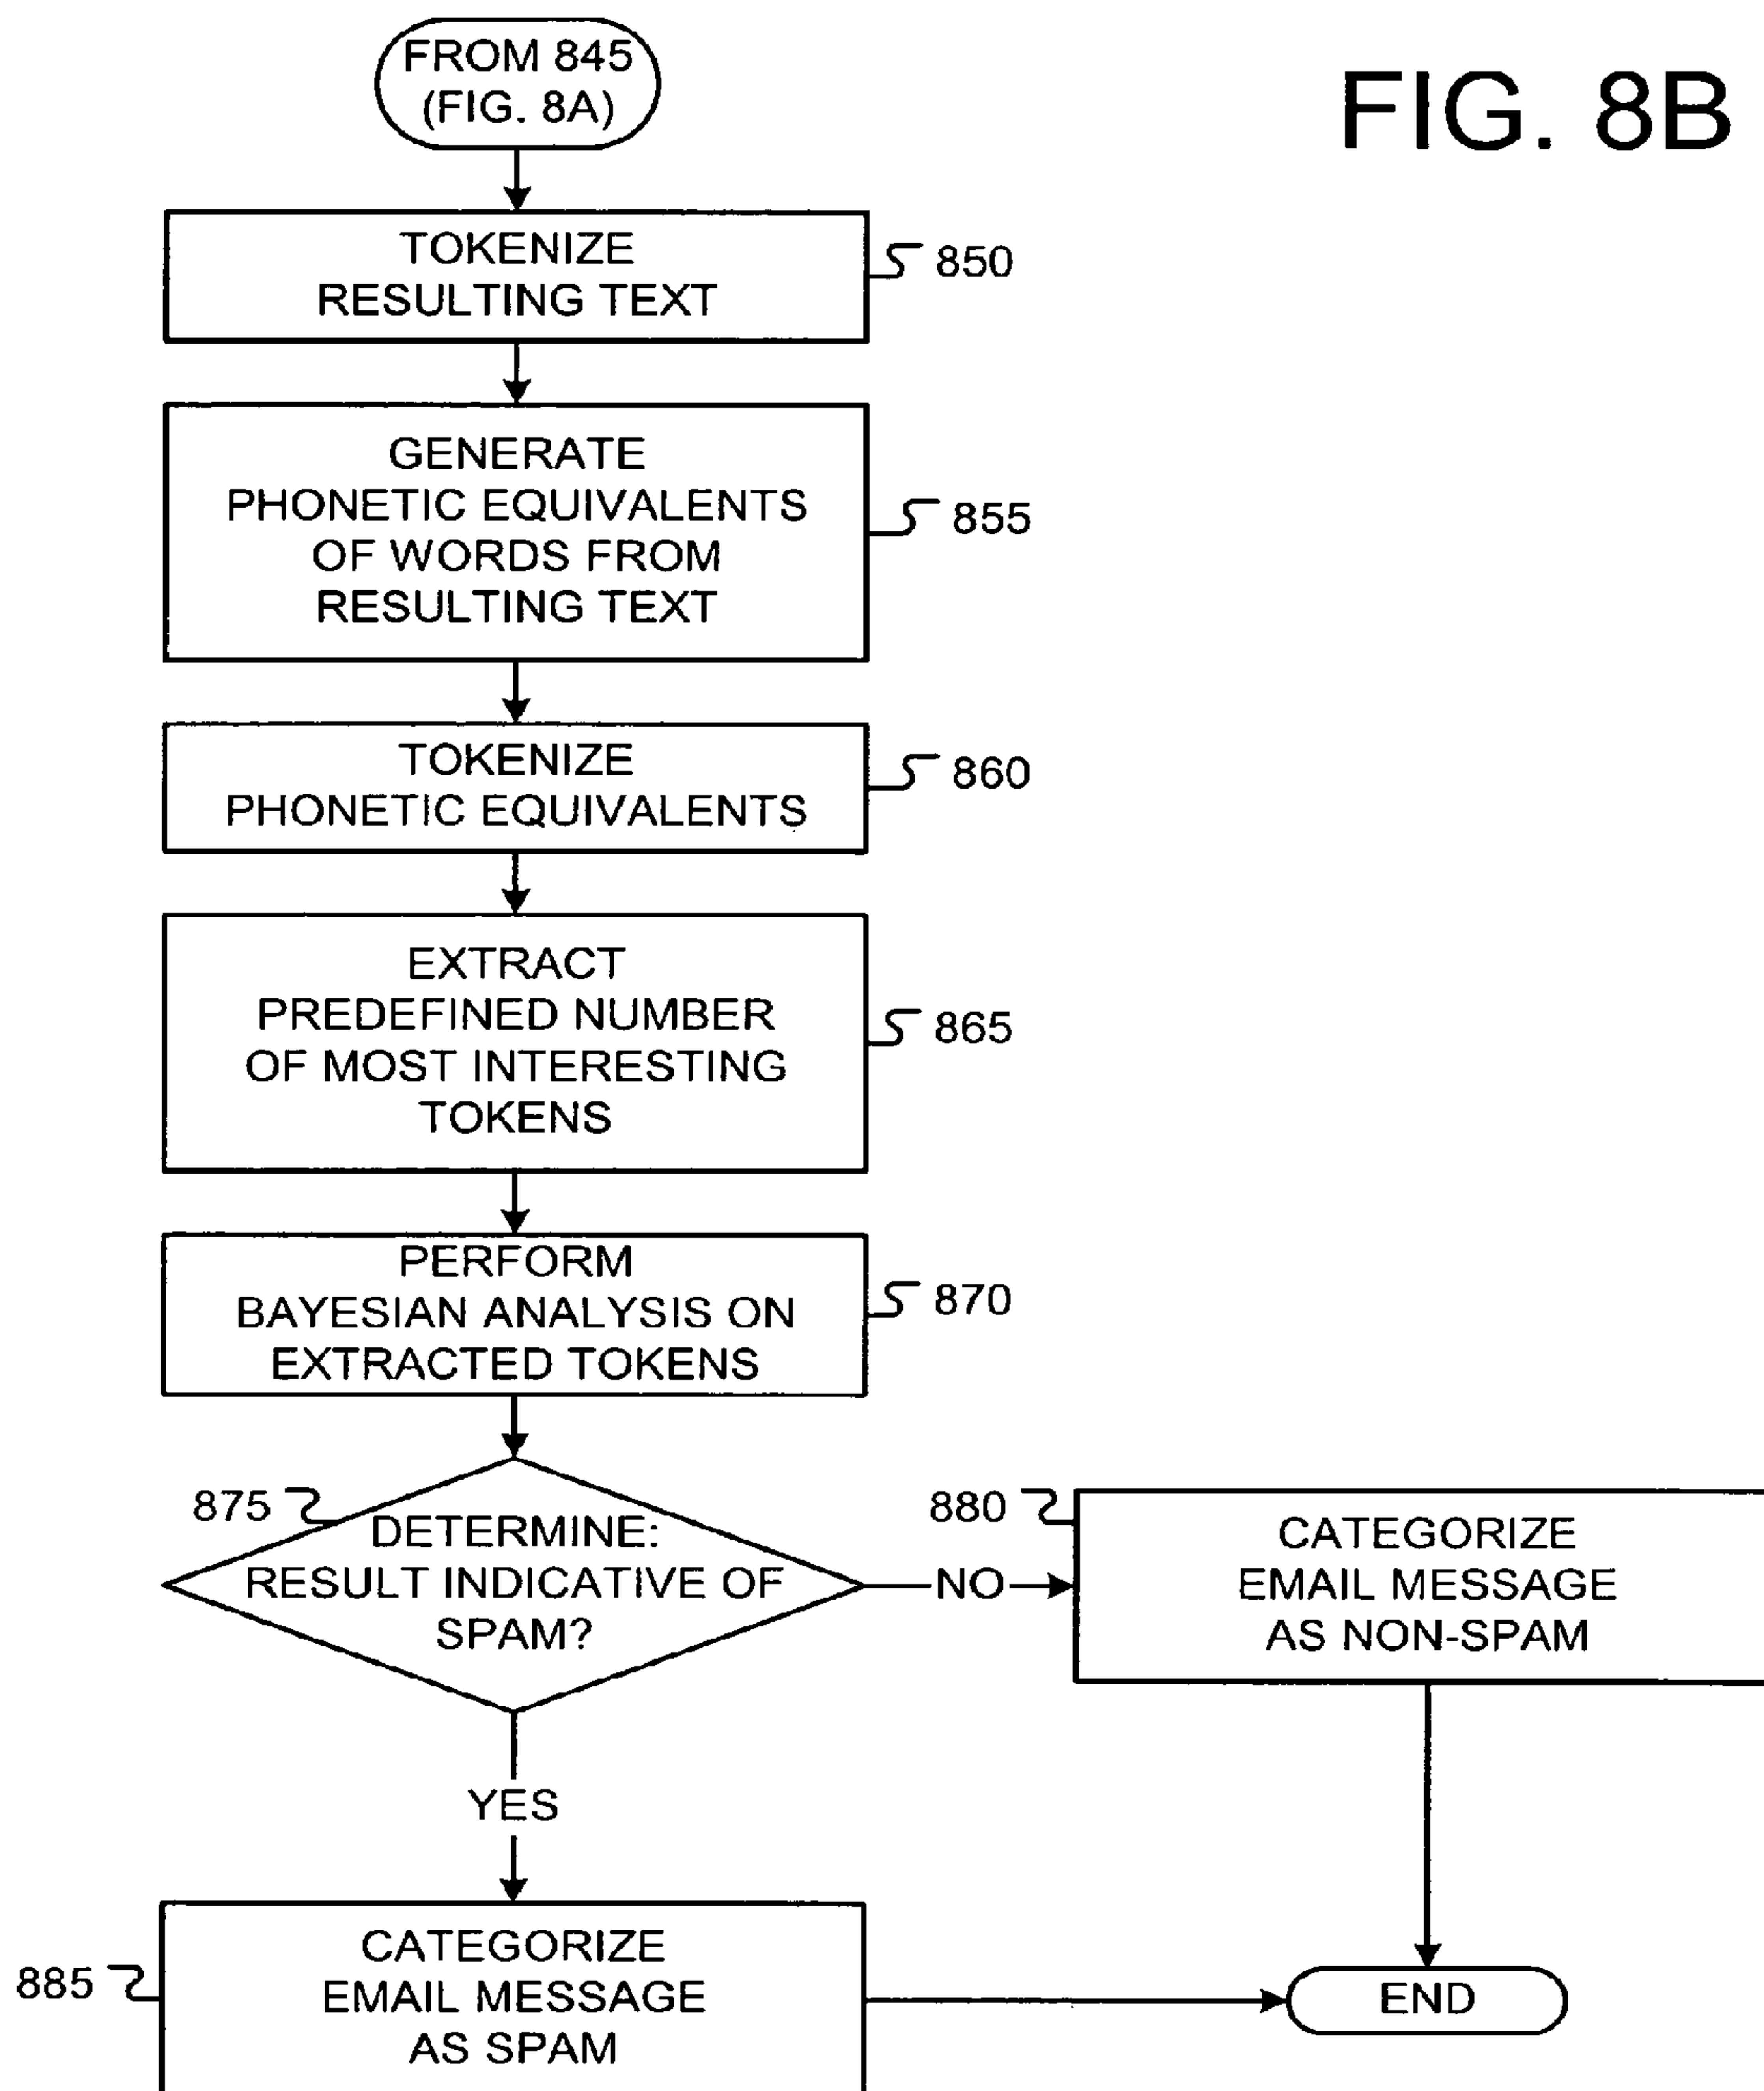 FROM 845
(FIG. 8A)
FIG. 8B
TOKENIZE
RESULTING TEXT
850
GENERATE
PHONETIC EQUIVALENTS
OF WORDS FROM
RESULTING TEXT
855
TOKENIZE
PHONETIC EQUIVALENTS
860
EXTRACT
PREDEFINED NUMBER
OF MOST INTERESTING
TOKENS
865
PERFORM
BAYESIAN ANALYSIS ON
EXTRACTED TOKENS
870
875
DETERMINE:
RESULT INDICATIVE OF
SPAM?
NO
880
CATEGORIZE
EMAIL MESSAGE
AS NON-SPAM
YES
885
CATEGORIZE
EMAIL MESSAGE
AS SPAM
END